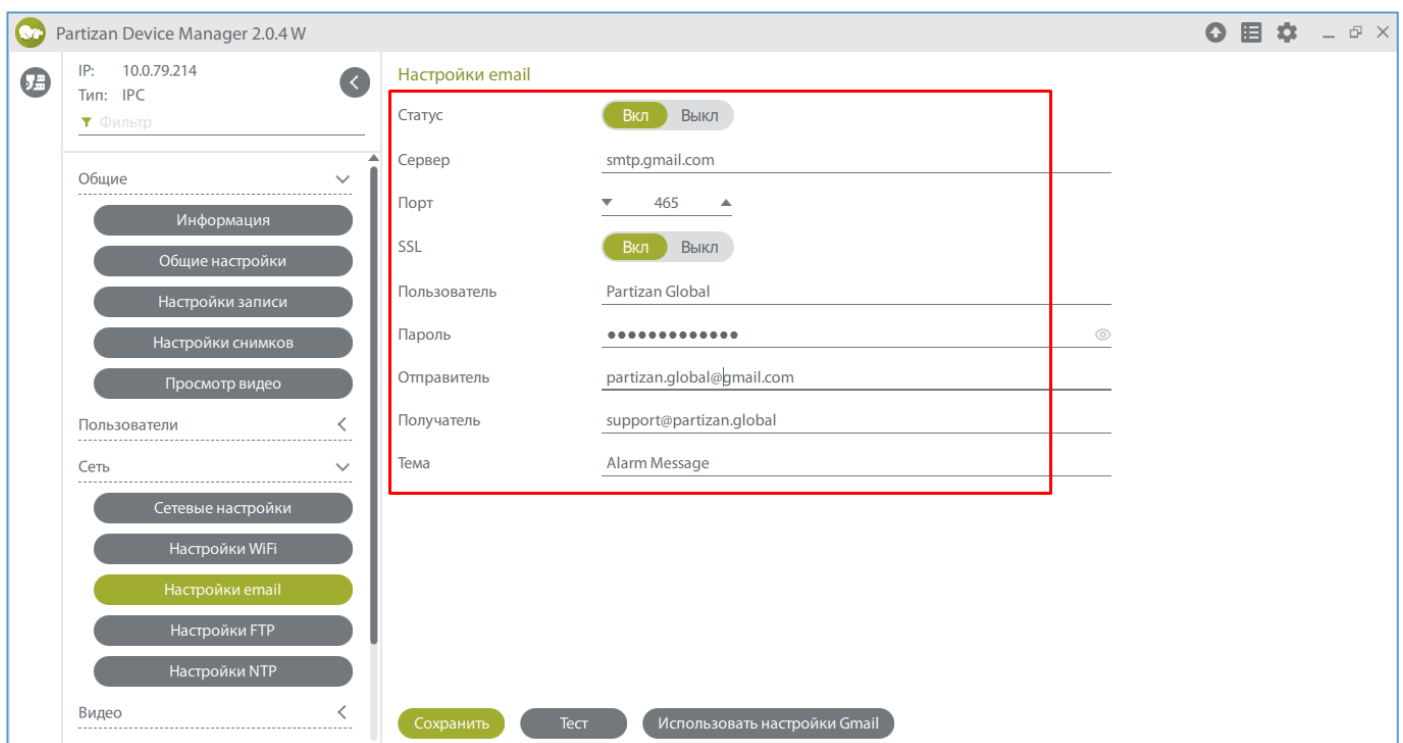 Partizan Device Manager 2.0.4 W
IP: 10.0.79.214
Тип: IPC
Фильтр
Общие
Информация
Общие настройки
Настройки записи
Настройки снимков
Просмотр видео
Пользователи
Сеть
Сетевые настройки
Настройки WiFi
Настройки email
Настройки FTP
Настройки NTP
Видео
Настройки email
Статус Вкл Выкл
Сервер smtp.gmail.com
Порт 465
SSL Вкл Выкл
Пользователь Partizan Global
Пароль •••••••••••••
Отправитель partizan.global@gmail.com
Получатель support@partizan.global
Тема Alarm Message
Сохранить Тест Использовать настройки Gmail